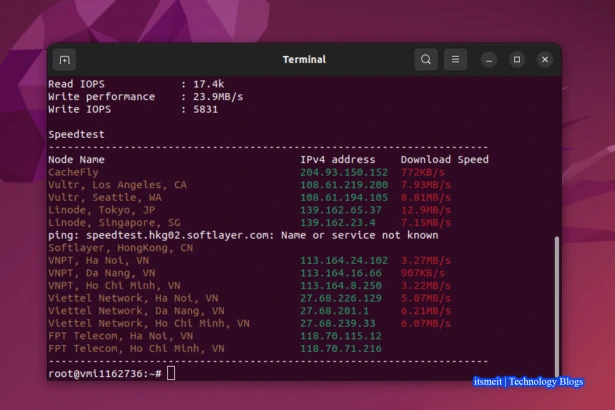 Terminal
Read IOPS : 17.4k
Write performance : 23.9MB/s
Write IOPS : 5831
Speedtest
---------------------------------------------------------------------------
Node Name IPv4 address Download Speed
CacheFly 204.93.150.152 772KB/s
Vultr, Los Angeles, CA 108.61.219.200 7.93MB/s
Vultr, Seattle, WA 108.61.194.105 8.81MB/s
Linode, Tokyo, JP 139.162.65.37 12.9MB/s
Linode, Singapore, SG 139.162.23.4 7.15MB/s
ping: speedtest.hkg02.softlayer.com: Name or service not known
Softlayer, HongKong, CN
VNPT, Ha Noi, VN 113.164.24.102 3.27MB/s
VNPT, Da Nang, VN 113.164.16.66 907KB/s
VNPT, Ho Chi Minh, VN 113.164.8.250 3.22MB/s
Viettel Network, Ha Noi, VN 27.68.226.129 5.07MB/s
Viettel Network, Da Nang, VN 27.68.201.1 6.21MB/s
Viettel Network, Ho Chi Minh, VN 27.68.239.33 6.07MB/s
FPT Telecom, Ha Noi, VN 118.70.115.12
FPT Telecom, Ho Chi Minh, VN 118.70.71.216
---------------------------------------------------------------------------
root@vmi1162736:~#
itsmeit | Technology Blogs